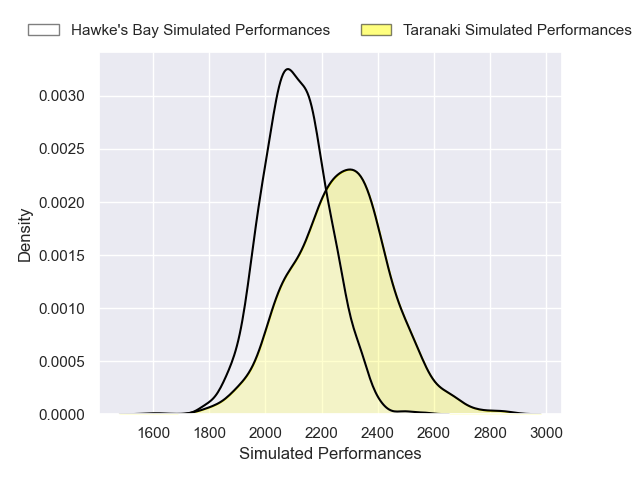 Hawke's Bay Simulated Performances Taranaki Simulated Performances
0.0030
0.0025
0.0020
0.0015
0.0010
0.0005
0.0000
Density
1600 1800 2000 2200 2400 2600 2800 3000
Simulated Performances